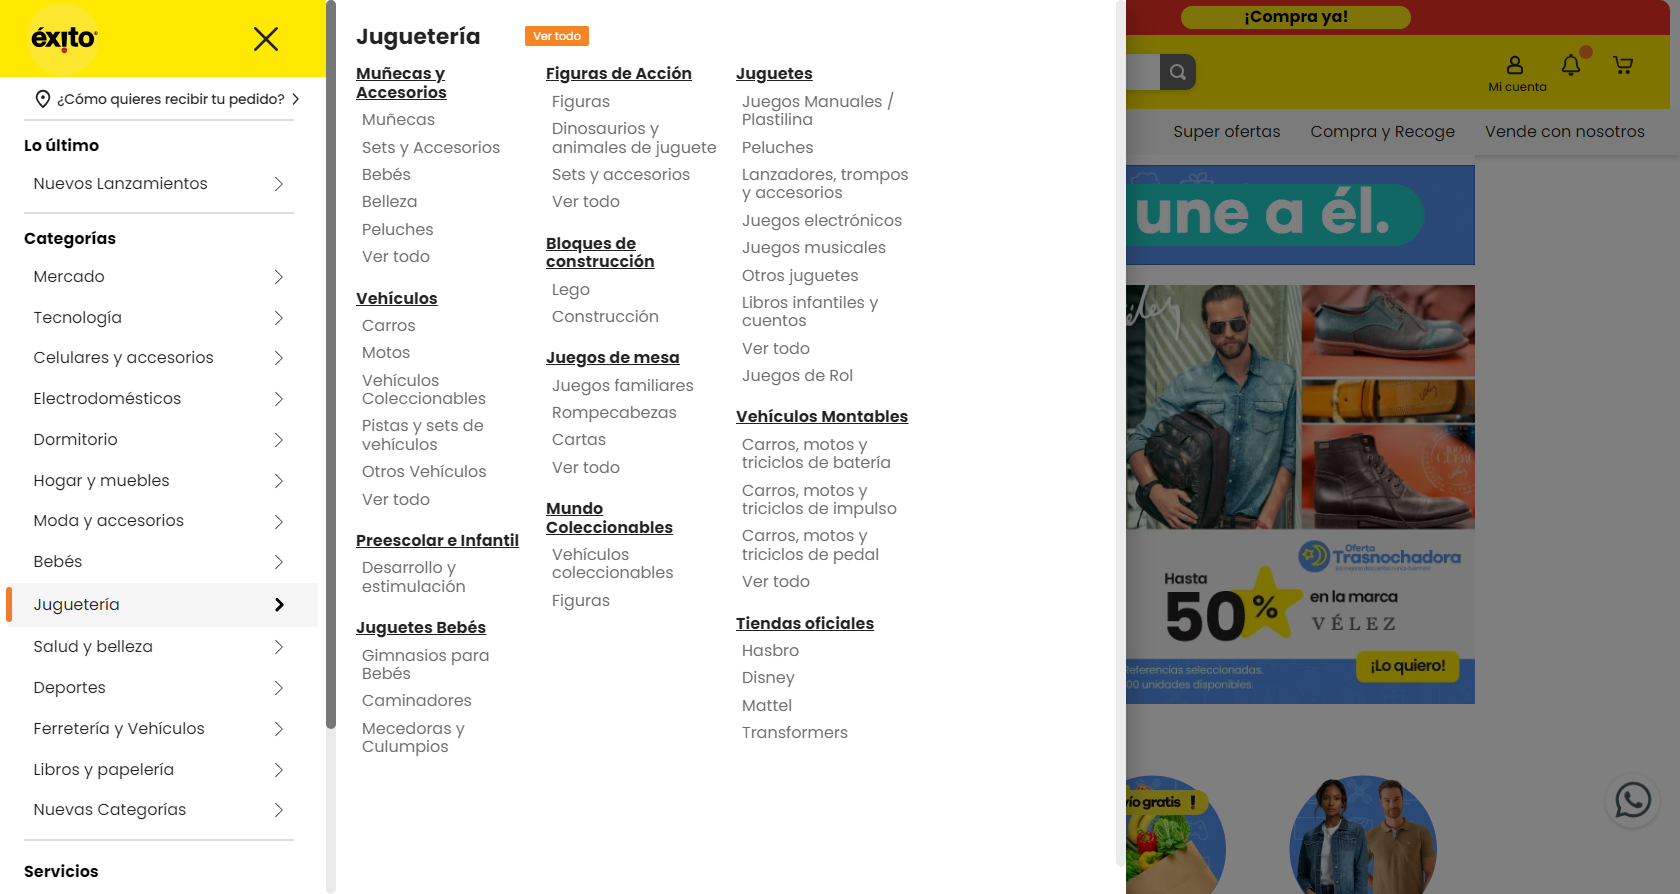 éxito
¿Cómo quieres recibir tu pedido?
Lo último
Nuevos Lanzamientos
Categorías
Mercado
Tecnología
Celulares y accesorios
Electrodomésticos
Dormitorio
Hogar y muebles
Moda y accesorios
Bebés
Juguetería
Salud y belleza
Deportes
Ferretería y Vehículos
Libros y papelería
Nuevas Categorías
Servicios
Juguetería
Ver todo
Muñecas y
Accesorios
Muñecas
Sets y Accesorios
Bebés
Belleza
Peluches
Ver todo
Vehículos
Carros
Motos
Vehículos
Coleccionables
Pistas y sets de
vehículos
Otros Vehículos
Ver todo
Preescolar e Infantil
Desarrollo y
estimulación
Juguetes Bebés
Gimnasios para
Bebés
Caminadores
Mecedoras y
Culumpios
Figuras de Acción
Figuras
Dinosaurios y
animales de juguete
Sets y accesorios
Ver todo
Bloques de
construcción
Lego
Construcción
Juegos de mesa
Juegos familiares
Rompecabezas
Cartas
Ver todo
Mundo
Coleccionables
Vehículos
coleccionables
Figuras
Juguetes
Juegos Manuales /
Plastilina
Peluches
Lanzadores, trompos
y accesorios
Juegos electrónicos
Juegos musicales
Otros juguetes
Libros infantiles y
cuentos
Ver todo
Juegos de Rol
Vehículos Montables
Carros, motos y
triciclos de batería
Carros, motos y
triciclos de impulso
Carros, motos y
triciclos de pedal
Ver todo
Tiendas oficiales
Hasbro
Disney
Mattel
Transformers
¡Compra ya!
Mi cuenta
Super ofertas
Compra y Recoge
Vende con nosotros
une a él.
Oferta
Trasnochadora
Hasta
50%
en la marca
VÉLEZ
¡Lo quiero!
referencias seleccionadas.
00 unidades disponibles.
vío gratis !